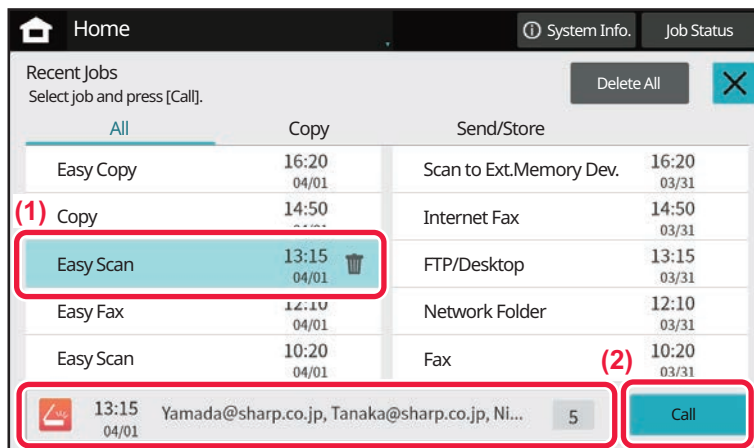 Home
System Info.
Job Status
Recent Jobs
Select job and press [Call].
Delete All
All
Copy
Send/Store
Easy Copy
16:20
04/01
Scan to Ext.Memory Dev.
16:20
03/31
(1)
Copy
14:50
Internet Fax
14:50
03/31
Easy Scan
13:15
04/01
FTP/Desktop
13:15
03/31
Easy Fax
12:10
04/01
Network Folder
12:10
03/31
Easy Scan
10:20
04/01
Fax
(2)
10:20
03/31
13:15
04/01
Yamada@sharp.co.jp, Tanaka@sharp.co.jp, Ni...
5
Call